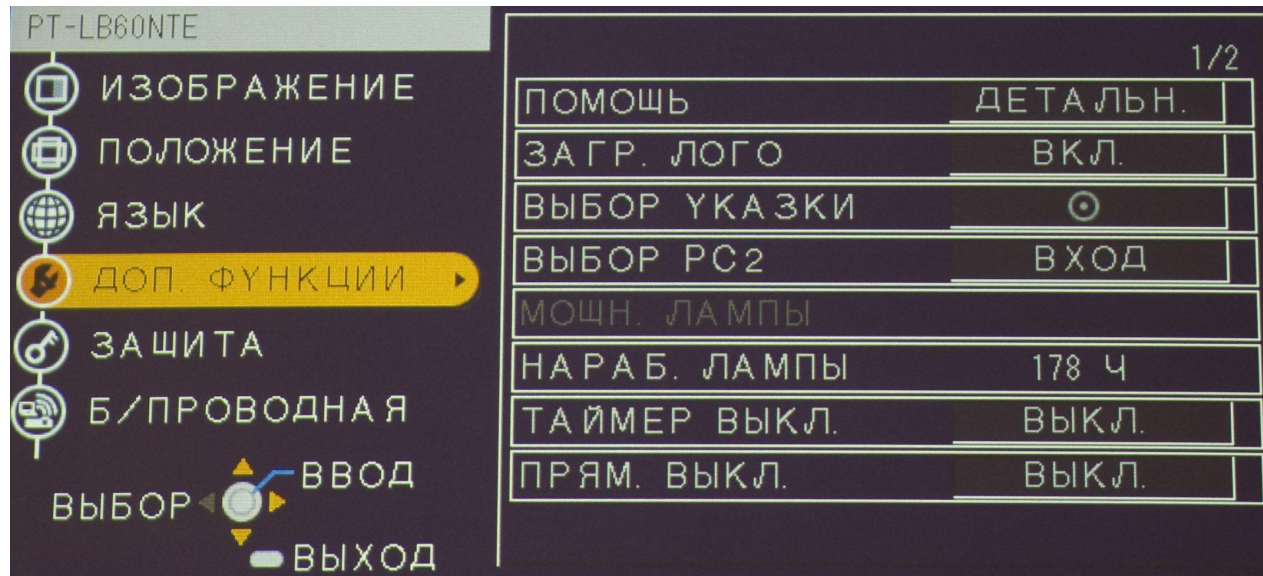 PT-LB60NTE
ИЗОБРАЖЕНИЕ
ПОЛОЖЕНИЕ
ЯЗЫК
ДОП. ФУНКЦИИ
ЗАЩИТА
Б/ПРОВОДНАЯ
ВВОД
ВЫБОР
ВЫХОД
1/2
ПОМОЩЬ ДЕТАЛЬН.
ЗАГР. ЛОГО ВКЛ.
ВЫБОР УКАЗКИ
ВЫБОР PC2 ВХОД
МОЩН. ЛАМПЫ
НАРАБ. ЛАМПЫ 178 Ч
ТАЙМЕР ВЫКЛ. ВЫКЛ.
ПРЯМ. ВЫКЛ. ВЫКЛ.